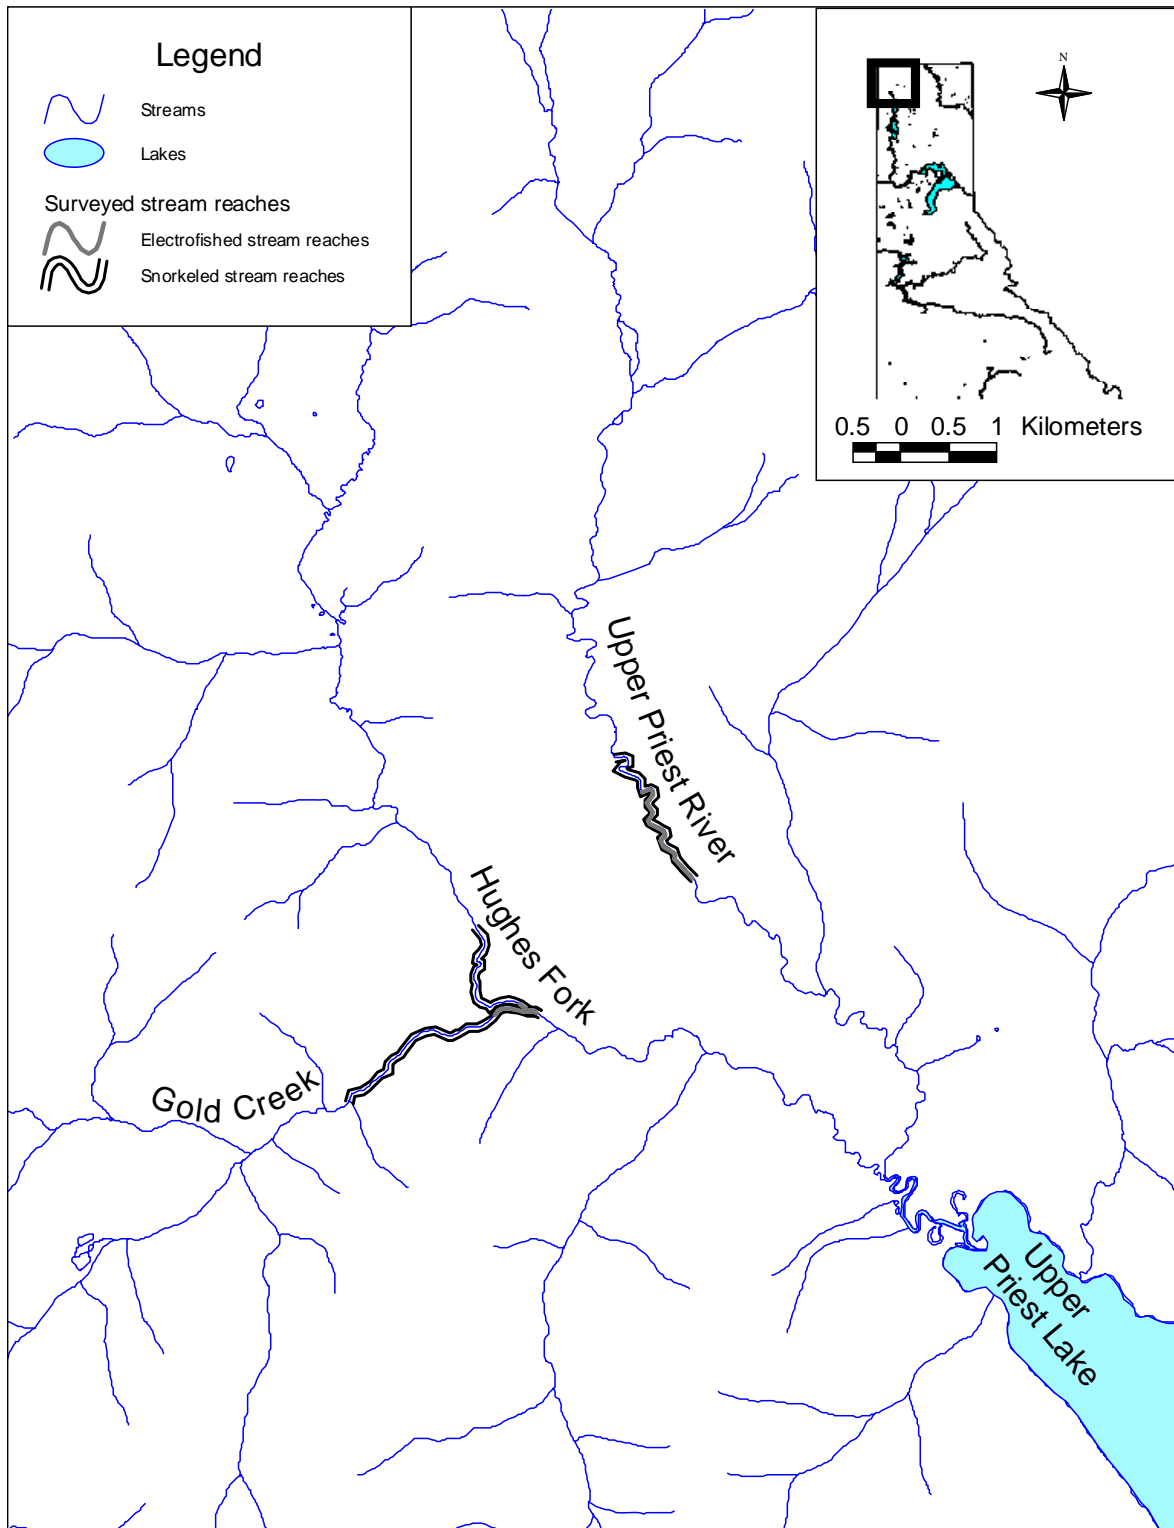 Legend
Streams
Lakes
Surveyed stream reaches
Electrofished stream reaches
Snorkeled stream reaches
N
0.5 0 0.5 1 Kilometers
Upper Priest River
Hughes Fork
Gold Creek
Upper
Priest Lake